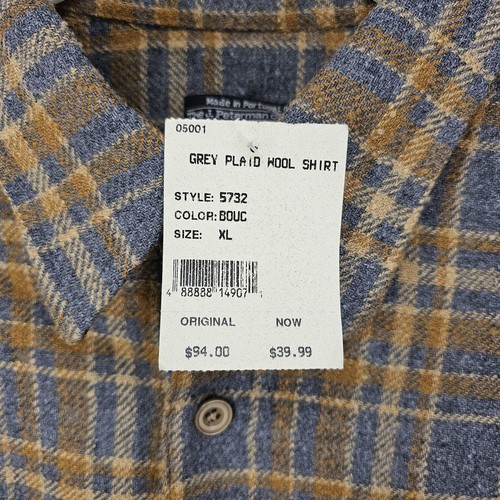 Made in Portugal
Peterman
05001
GREY PLAID WOOL SHIRT
STYLE: 5732
COLOR: BOUC
SIZE: XL
4 88888 14907
ORIGINAL NOW
$94.00 $39.99